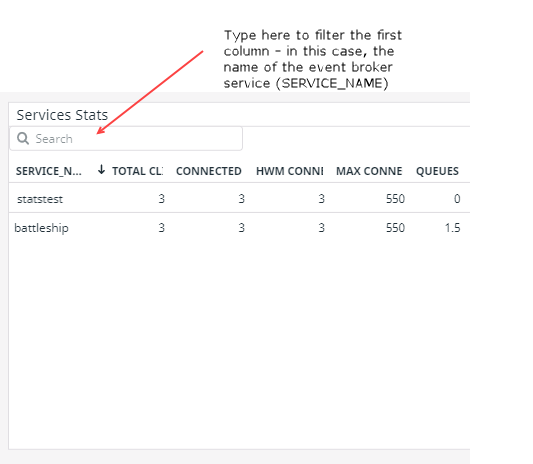 Type here to filter the first
column - in this case, the
name of the event broker
service (SERVICE_NAME)
Services Stats
Search
SERVICE_N... TOTAL CL CONNECTED HWM CONNI MAX CONNE QUEUES
statstest 3 3 3 550 0
battleship 3 3 3 550 1.5